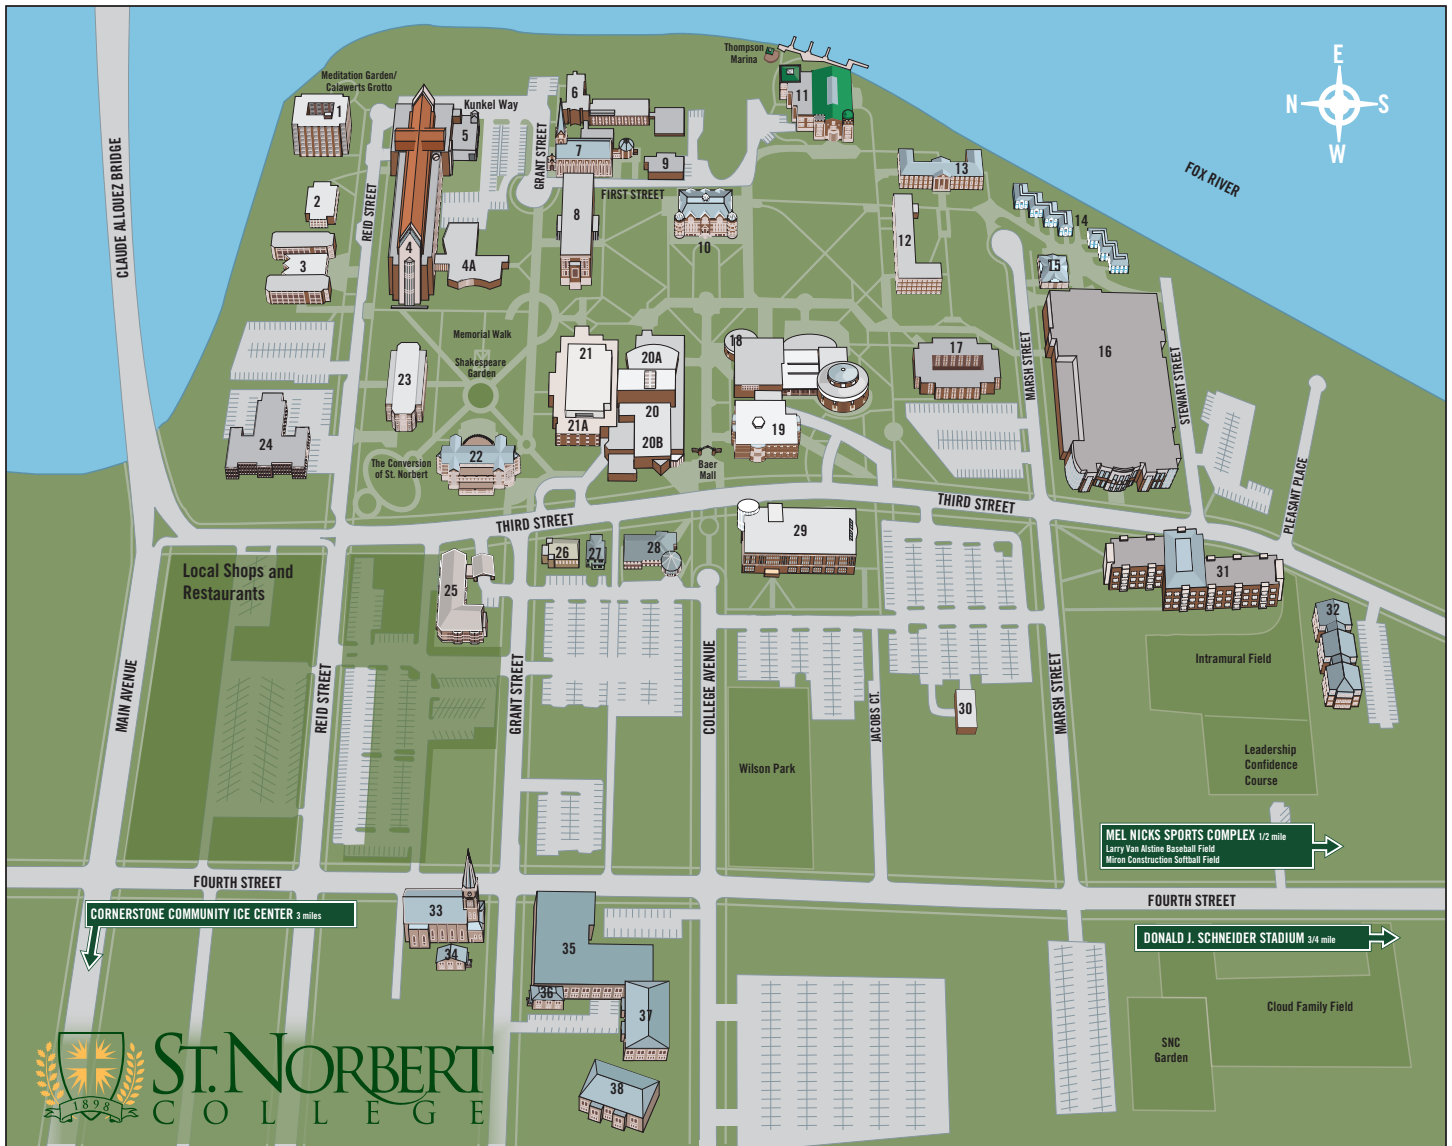 Thompson
Marina
E
N
S
W
Meditation Garden/
Calawerts Grotto
1
Kunkel Way
6
11
5
7
9
13
CLAUDE ALLOUEZ BRIDGE
GRANT STREET
FIRST STREET
FOX RIVER
2
REID STREET
8
10
12
14
3
4
4A
15
Memorial Walk
Shakespeare
Garden
21
20A
18
17
16
MARSH STREET
STEWART STREET
23
20
21A
20B
19
24
22
The Conversion
of St. Norbert
Baer
Mall
PLEASANT PLACE
THIRD STREET
THIRD STREET
29
26
27
28
25
31
Local Shops and
Restaurants
32
Intramural Field
MAIN AVENUE
REID STREET
GRANT STREET
COLLEGE AVENUE
JACOBS CT.
30
MARSH STREET
Wilson Park
Leadership
Confidence
Course
MEL NICKS SPORTS COMPLEX 1/2 mile
Larry Van Alstine Baseball Field
Miron Construction Softball Field
FOURTH STREET
FOURTH STREET
CORNERSTONE COMMUNITY ICE CENTER 3 miles
33
34
35
36
37
38
DONALD J. SCHNEIDER STADIUM 3/4 mile
Cloud Family Field
SNC
Garden
ST. NORBERT
COLLEGE
1898